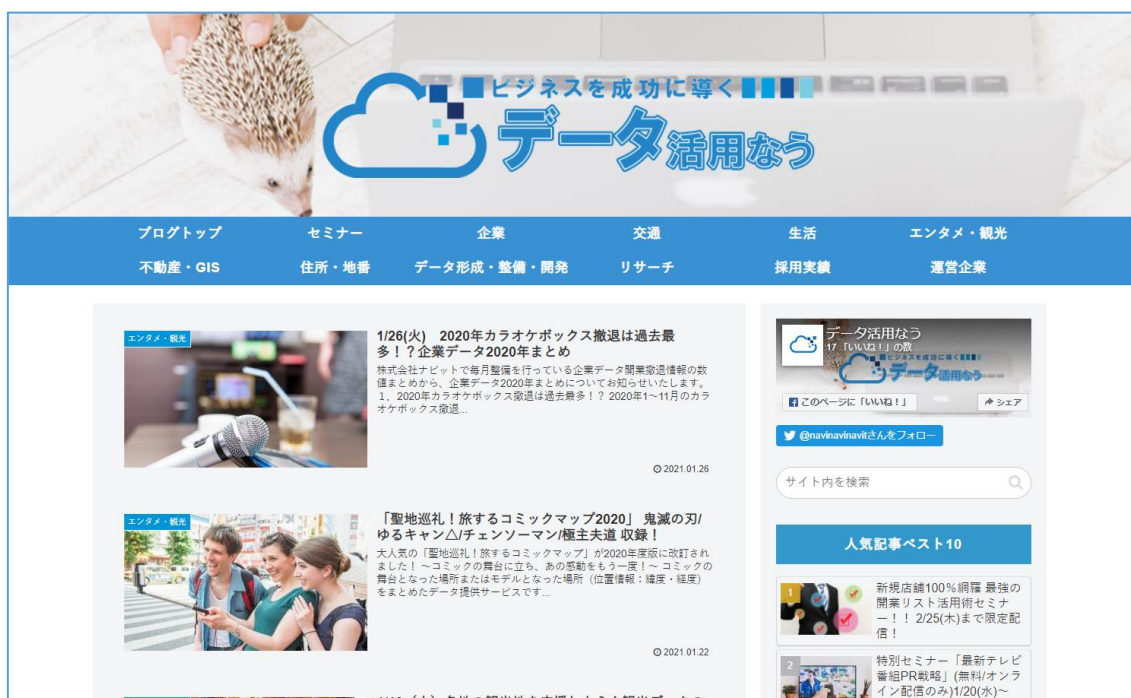 ビジネスを成功に導く
データ活用なう
ブログトップ セミナー 企業 交通 生活 エンタメ・観光
不動産・GIS 住所・地番 データ形成・整備・開発 リサーチ 採用実績 運営企業
エンタメ・観光
1/26(火) 2020年カラオケボックス撤退は過去最
多!?企業データ2020年まとめ
株式会社ナビットで毎月整備を行っている企業データ開業撤退情報の数
値まとめから、企業データ2020年まとめについてお知らせいたします。
1．2020年カラオケボックス撤退は過去最多!? 2020年1~11月のカラ
オケボックス撤退...
2021.01.26
エンタメ・観光
「聖地巡礼！旅するコミックマップ2020」 鬼滅の刃/
ゆるキャン△/チェンソーマン/極主夫道 収録！
大人気の「聖地巡礼！旅するコミックマップ」が2020年度版に改訂され
ました！ ～コミックの舞台に立ち、あの感動をもう一度！～ コミックの
舞台となった場所またはモデルとなった場所（位置情報：緯度・経度）
をまとめたデータ提供サービスです...
2021.01.22
データ活用なう
17「いいね！」の数
ビジネスを成功に導く
データ活用なう
このページに「いいね！」 シェア
@navinavinavitさんをフォロー
サイト内を検索
人気記事ベスト10
1
新規店舗100%網羅 最強の
開業リスト活用術セミナ
ー！！ 2/25(木)まで限定配
信！
2
特別セミナー「最新テレビ
番組PR戦略」(無料/オンラ
イン配信のみ)1/20(水)～